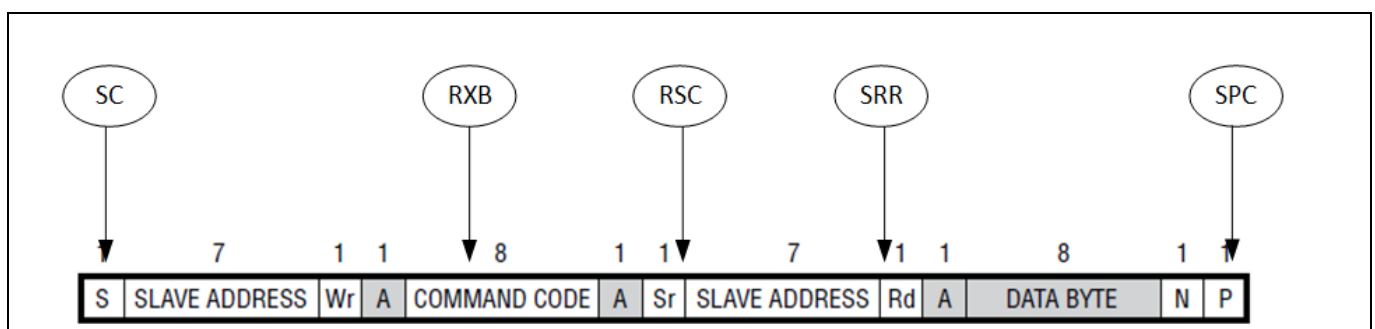 SC RXB RSC SRR SPC
1 7 1 1 8 1 1 7 1 1 8 1 1
S SLAVE ADDRESS Wr A COMMAND CODE A Sr SLAVE ADDRESS Rd A DATA BYTE N P